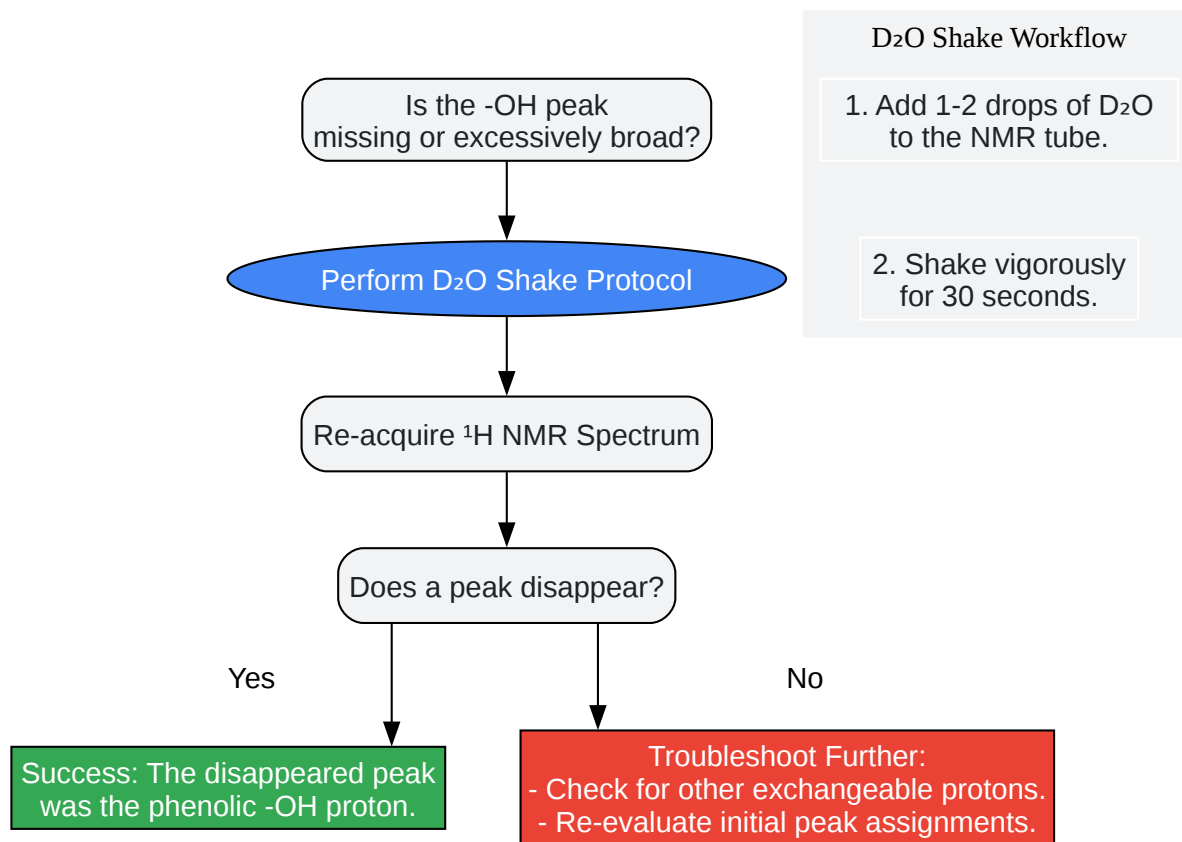 D₂O Shake Workflow
Is the -OH peak
missing or excessively broad?
1. Add 1-2 drops of D₂O
to the NMR tube.
Perform D₂O Shake Protocol
2. Shake vigorously
for 30 seconds.
Re-acquire ¹H NMR Spectrum
Does a peak disappear?
Yes
No
Success: The disappeared peak
was the phenolic -OH proton.
Troubleshoot Further:
- Check for other exchangeable protons.
- Re-evaluate initial peak assignments.